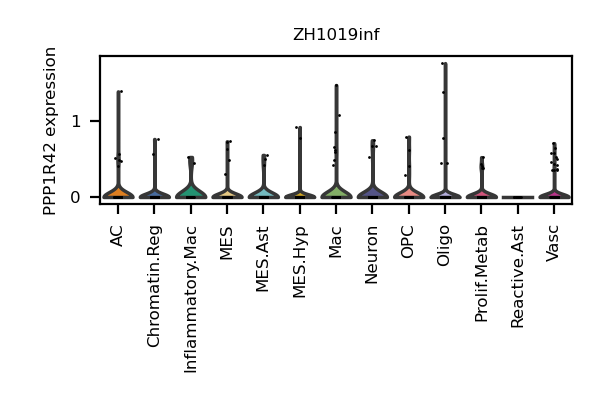 ZH1019inf
PPP1R42 expression
1
0
AC
Chromatin.Reg
Inflammatory.Mac
MES
MES.Ast
MES.Hyp
Mac
Neuron
OPC
Oligo
Prolif.Metab
Reactive.Ast
Vasc